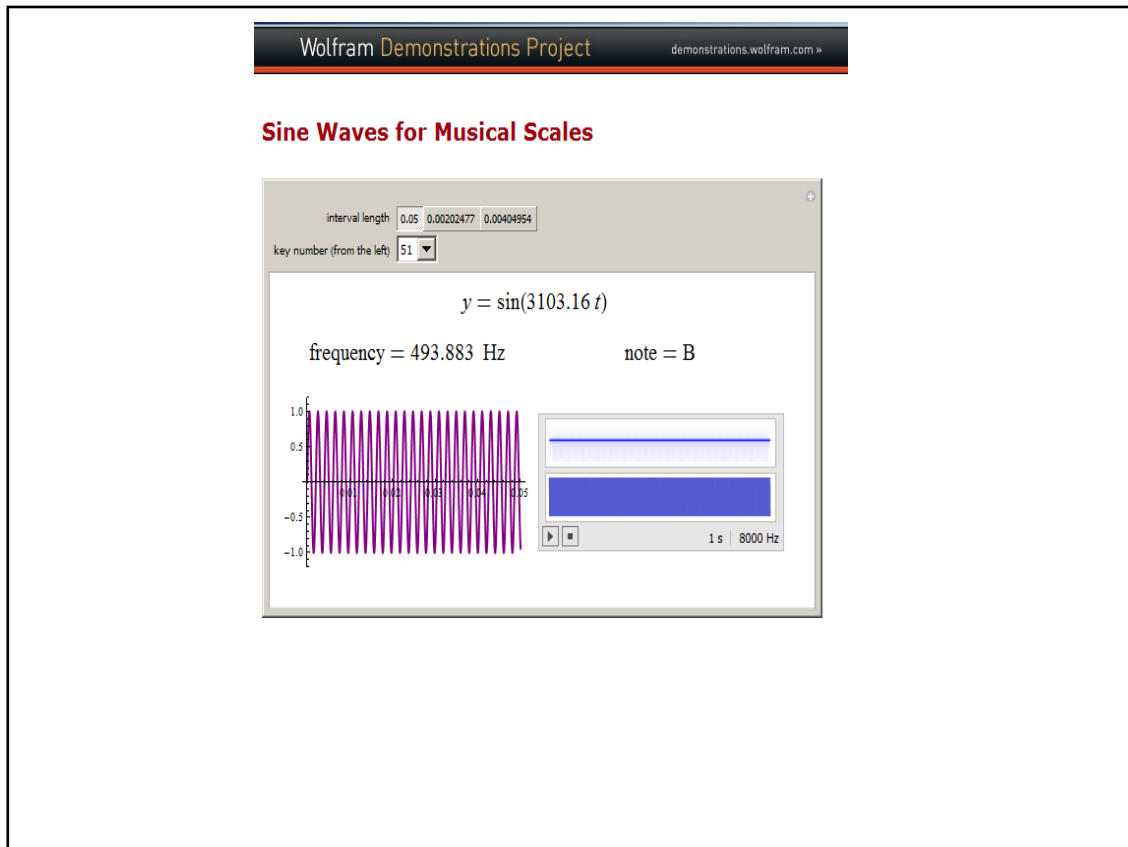 Wolfram Demonstrations Project demonstrations.wolfram.com »
Sine Waves for Musical Scales
interval length 0.05 0.00202477 0.00404954
key number (from the left) 51
y = sin(3103.16 t)
frequency = 493.883 Hz note = B
1.0
0.5
0.01 0.02 0.03 0.04 0.05
−0.5
−1.0
1 s 8000 Hz